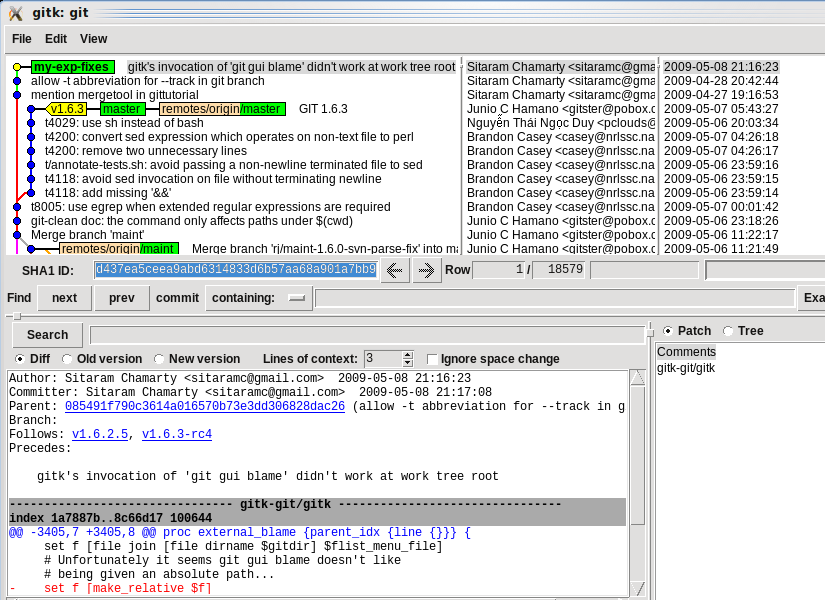 gitk: git
File Edit View
my-exp-fixes gitk's invocation of 'git gui blame' didn't work at work tree root Sitaram Chamarty <sitaramc@gma 2009-05-08 21:16:23
allow -t abbreviation for --track in git branch Sitaram Chamarty <sitaramc@gma 2009-04-28 20:42:44
mention mergetool in gittutorial Sitaram Chamarty <sitaramc@gma 2009-04-27 19:16:53
v1.6.3 master remotes/origin/master GIT 1.6.3 Junio C Hamano <gitster@pobox.c 2009-05-07 05:43:27
t4029: use sh instead of bash Nguyễn Thái Ngọc Duy <pclouds@ 2009-05-06 20:03:34
t4200: convert sed expression which operates on non-text file to perl Brandon Casey <casey@nrlssc.na 2009-05-07 04:26:18
t4200: remove two unnecessary lines Brandon Casey <casey@nrlssc.na 2009-05-07 04:26:17
t/annotate-tests.sh: avoid passing a non-newline terminated file to sed Brandon Casey <casey@nrlssc.na 2009-05-06 23:59:16
t4118: avoid sed invocation on file without terminating newline Brandon Casey <casey@nrlssc.na 2009-05-06 23:59:15
t4118: add missing '&&' Brandon Casey <casey@nrlssc.na 2009-05-06 23:59:14
t8005: use egrep when extended regular expressions are required Brandon Casey <casey@nrlssc.na 2009-05-07 00:01:42
git-clean doc: the command only affects paths under $(cwd) Junio C Hamano <gitster@pobox.c 2009-05-06 23:18:26
Merge branch 'maint' Junio C Hamano <gitster@pobox.c 2009-05-06 11:22:17
remotes/origin/maint Merge branch 'rj/maint-1.6.0-svn-parse-fix' into ma Junio C Hamano <gitster@pobox.c 2009-05-06 11:21:49
SHA1 ID: d437ea5ceea9abd6314833d6b57aa68a901a7bb9 Row 1 / 18579
Find next prev commit containing: Exa
Search
Patch Tree
Diff Old version New version Lines of context: 3 Ignore space change
Comments
gitk-git/gitk
Author: Sitaram Chamarty <sitaramc@gmail.com> 2009-05-08 21:16:23
Committer: Sitaram Chamarty <sitaramc@gmail.com> 2009-05-08 21:17:08
Parent: 085491f790c3614a016570b73e3dd306828dac26 (allow -t abbreviation for --track in g
Branch:
Follows: v1.6.2.5, v1.6.3-rc4
Precedes:
gitk's invocation of 'git gui blame' didn't work at work tree root
------------------------------- gitk-git/gitk -------------------------------
index 1a7887b..8c66d17 100644
@@ -3405,7 +3405,8 @@ proc external_blame {parent_idx {line {}}} {
set f [file join [file dirname $gitdir] $flist_menu_file]
# Unfortunately it seems git gui blame doesn't like
# being given an absolute path...
- set f [make_relative $f]